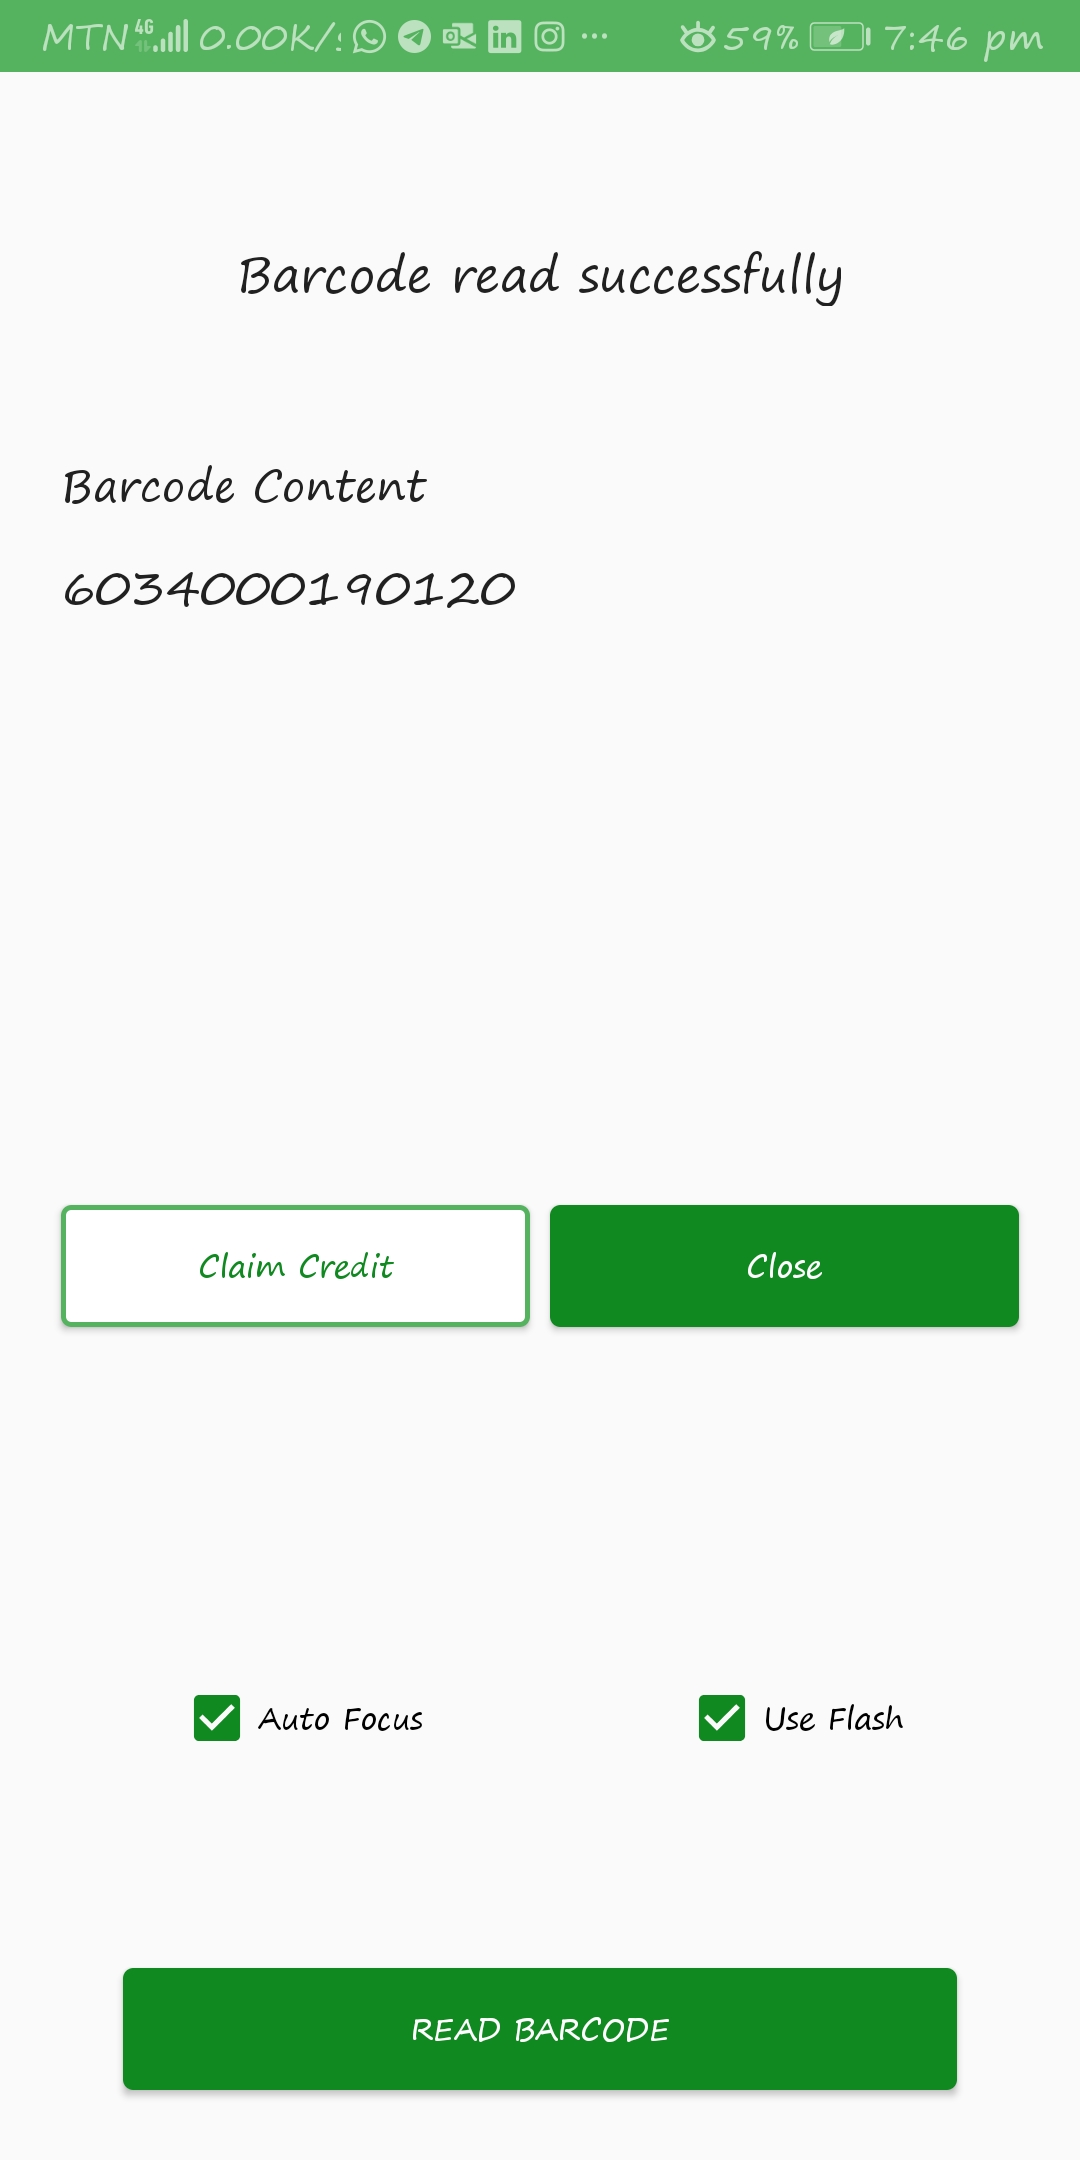 MTN 4G 0.00K/s 59% 7:46 pm
Barcode read successfully
Barcode Content
6034000190120
Claim Credit Close
Auto Focus Use Flash
READ BARCODE